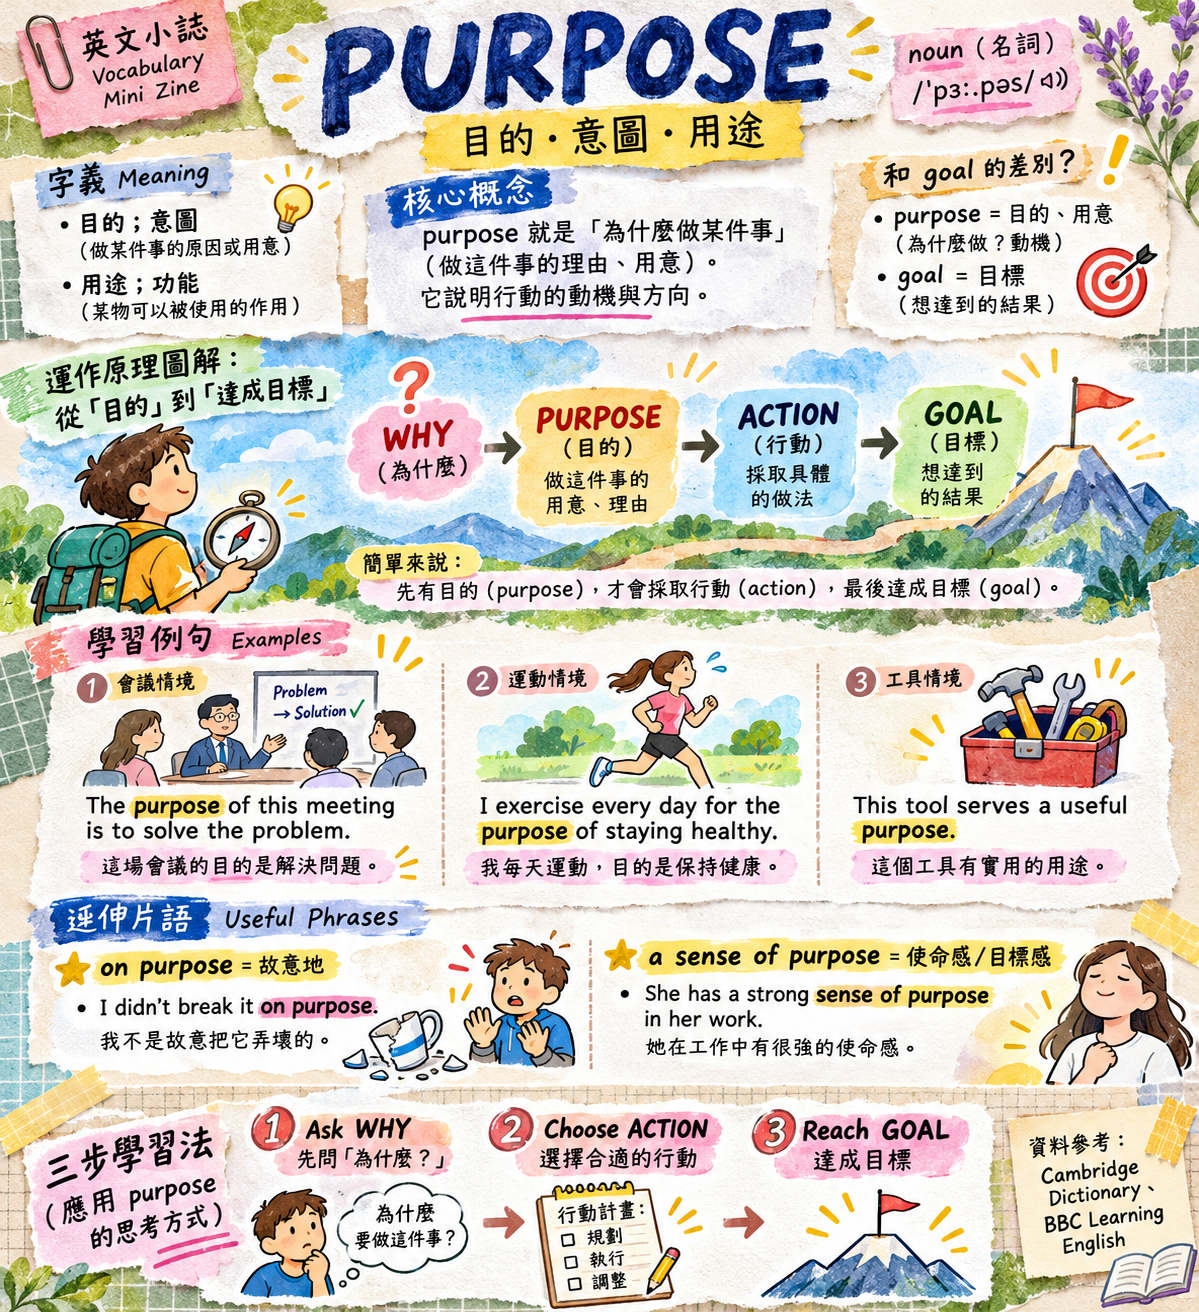 英文小誌
Vocabulary
Mini Zine
PURPOSE
目的・意圖・用途
noun（名詞）
/ˈpɜː.pəs/
字義 Meaning
• 目的；意圖
（做某件事的原因或用意）
• 用途；功能
（某物可以被使用的作用）
核心概念
purpose 就是「為什麼做某件事」
（做這件事的理由、用意）。
它說明行動的動機與方向。
和 goal 的差別？
• purpose = 目的、用意
（為什麼做？動機）
• goal = 目標
（想達到的結果）
運作原理圖解：
從「目的」到「達成目標」
?
WHY
（為什麼）
PURPOSE
（目的）
做這件事的
用意、理由
ACTION
（行動）
採取具體
的做法
GOAL
（目標）
想達到
的結果
簡單來說：
先有目的 (purpose)，才會採取行動 (action)，最後達成目標 (goal)。
學習例句 Examples
1 會議情境
Problem
→ Solution ✓
The purpose of this meeting
is to solve the problem.
這場會議的目的是解決問題。
2 運動情境
I exercise every day for the
purpose of staying healthy.
我每天運動，目的是保持健康。
3 工具情境
This tool serves a useful
purpose.
這個工具有實用的用途。
延伸片語 Useful Phrases
on purpose = 故意地
• I didn't break it on purpose.
我不是故意把它弄壞的。
a sense of purpose = 使命感/目標感
• She has a strong sense of purpose
in her work.
她在工作中有很強的使命感。
三步學習法
（應用 purpose
的思考方式）
1 Ask WHY
先問「為什麼？」
為什麼
要做這件事？
2 Choose ACTION
選擇合適的行動
行動計畫：
規劃
執行
調整
3 Reach GOAL
達成目標
資料參考：
Cambridge
Dictionary、
BBC Learning
English